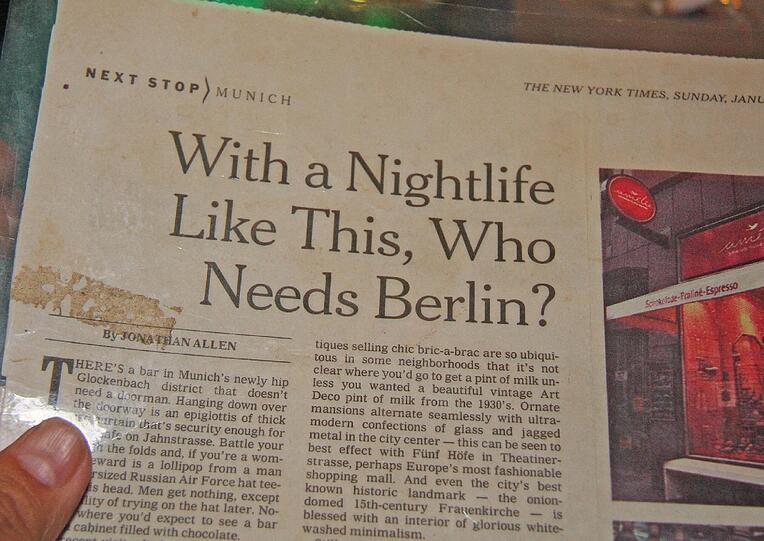 NEXT STOP⟩MUNICH
THE NEW YORK TIMES, SUNDAY, JANU
With a Nightlife
Like This, Who
Needs Berlin?
By JONATHAN ALLEN
THERE'S a bar in Munich's newly hip
Glockenbach district that doesn't
need a doorman. Hanging down over
the doorway is an epiglottis of thick
curtain that's security enough for
on Jahnstrasse. Battle your
the folds and, if you're a wom-
eward is a lollipop from a man
rsized Russian Air Force hat tee-
is head. Men get nothing, except
lity of trying on the hat later. No-
where you'd expect to see a bar
cabinet filled with chocolate.
tiques selling chic bric-a-brac are so ubiqui-
tous in some neighborhoods that it's not
clear where you'd go to get a pint of milk un-
less you wanted a beautiful vintage Art
Deco pint of milk from the 1930's. Ornate
mansions alternate seamlessly with ultra-
modern confections of glass and jagged
metal in the city center — this can be seen to
best effect with Fünf Höfe in Theatiner-
strasse, perhaps Europe's most fashionable
shopping mall. And even the city's best
known historic landmark — the onion-
domed 15th-century Frauenkirche — is
blessed with an interior of glorious white-
washed minimalism.
Schokolade-Praliné-Espresso